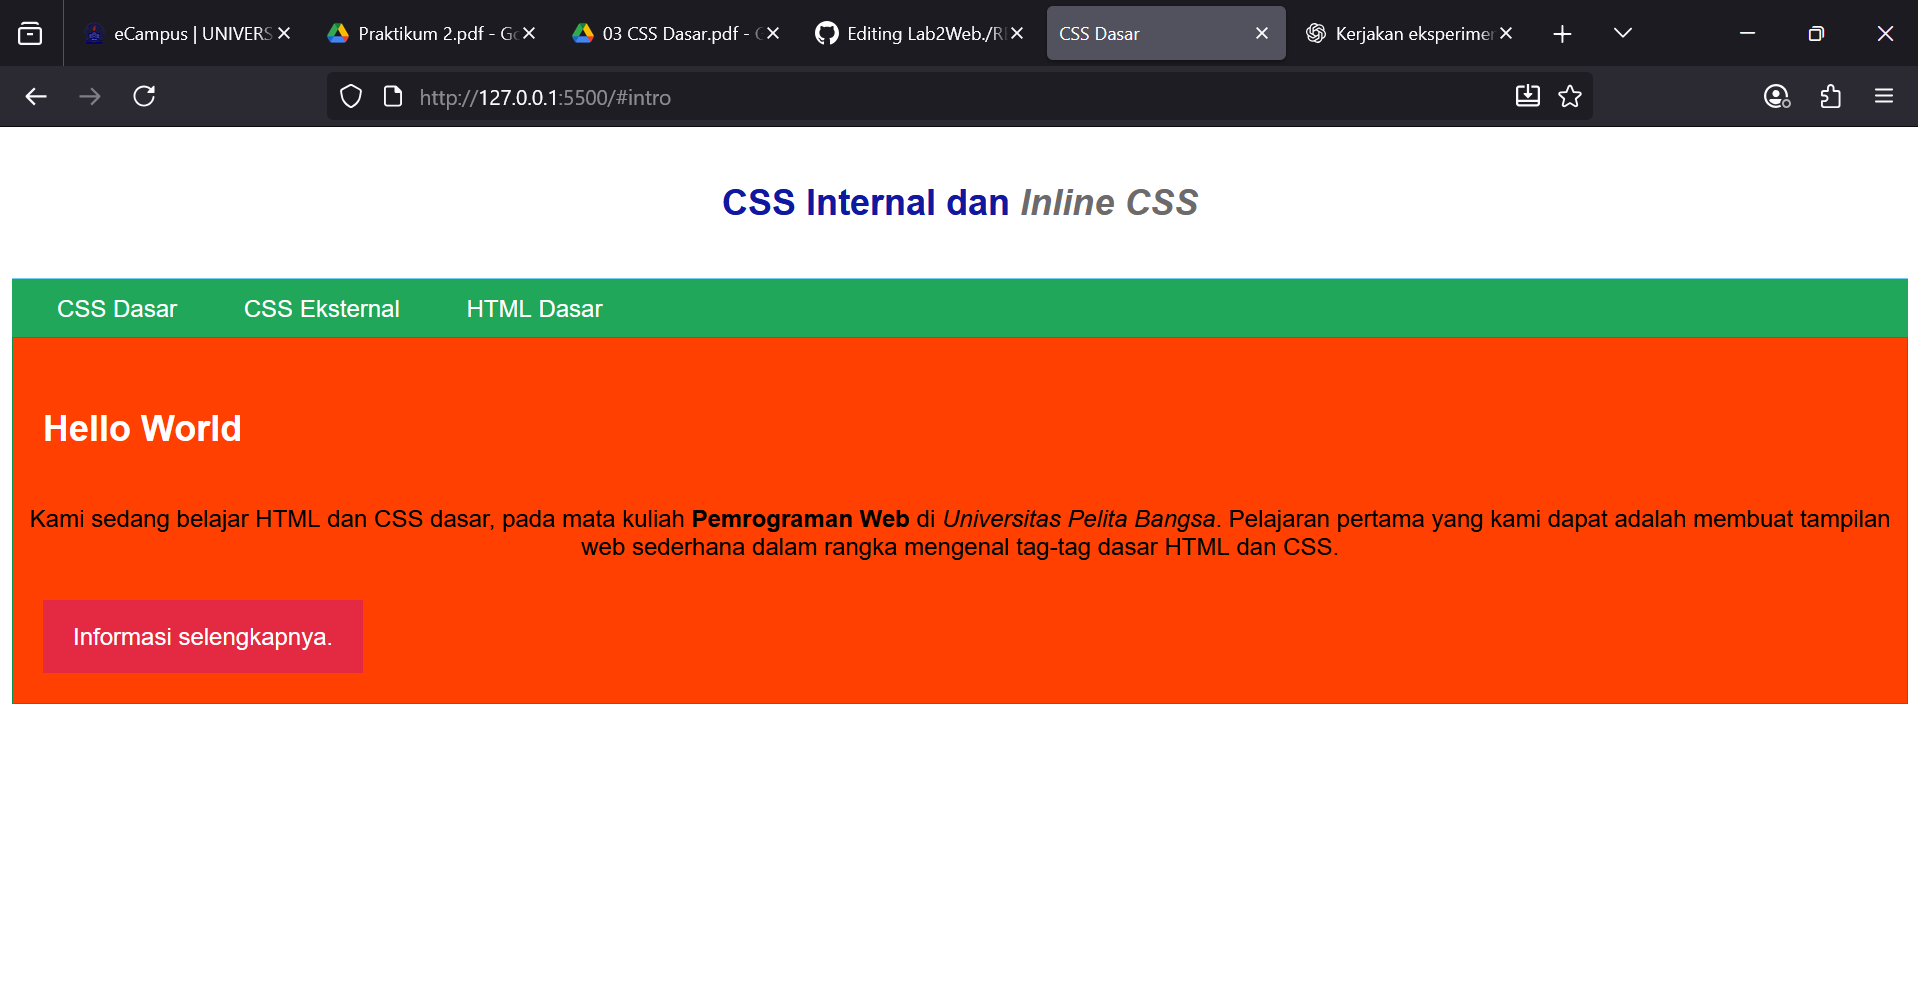 eCampus | UNIVERS
Praktikum 2.pdf - Go
03 CSS Dasar.pdf - G
Editing Lab2Web./RE
CSS Dasar
Kerjakan eksperimen
http://127.0.0.1:5500/#intro
CSS Internal dan Inline CSS
CSS Dasar CSS Eksternal HTML Dasar
Hello World
Kami sedang belajar HTML dan CSS dasar, pada mata kuliah Pemrograman Web di Universitas Pelita Bangsa. Pelajaran pertama yang kami dapat adalah membuat tampilan
web sederhana dalam rangka mengenal tag-tag dasar HTML dan CSS.
Informasi selengkapnya.